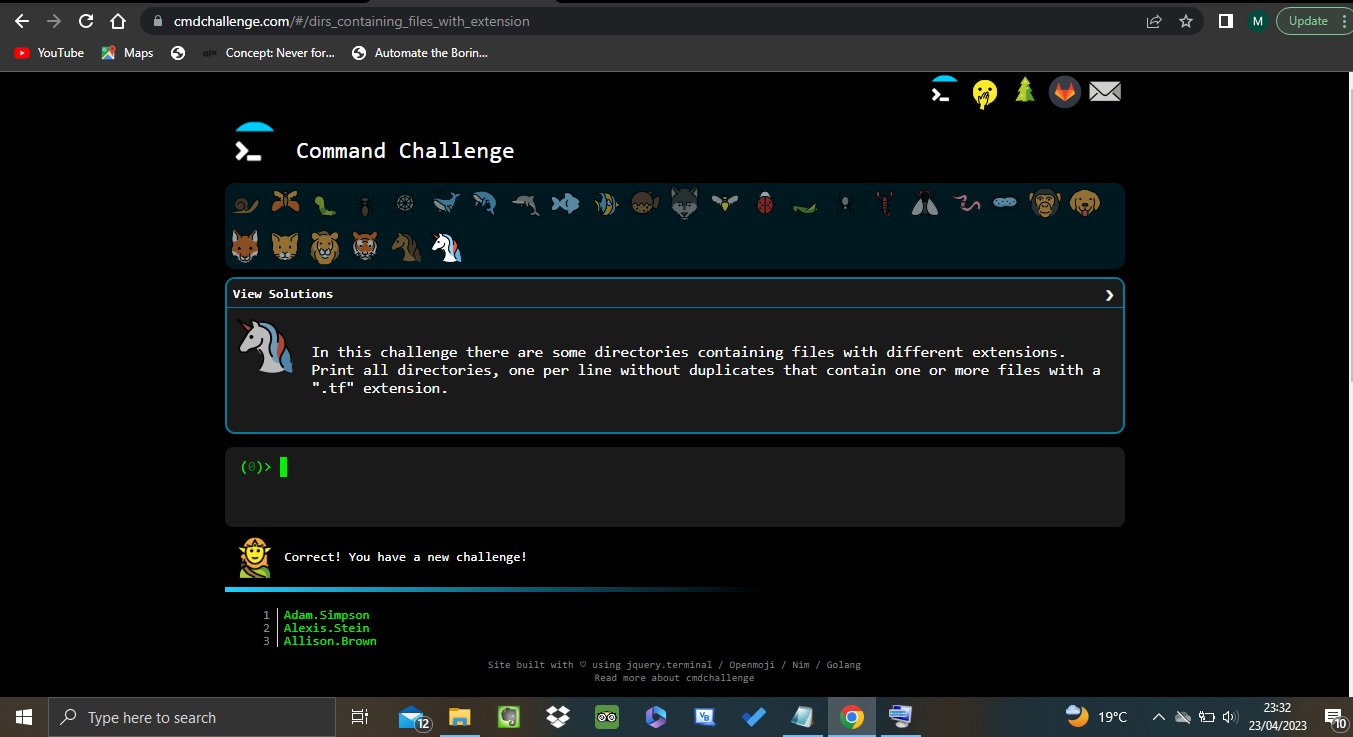 cmdchallenge.com/#/dirs_containing_files_with_extension
M
Update
YouTube
Maps
Concept: Never for...
Automate the Borin...
Command Challenge
View Solutions
In this challenge there are some directories containing files with different extensions.
Print all directories, one per line without duplicates that contain one or more files with a
".tf" extension.
(0)>
Correct! You have a new challenge!
1 Adam.Simpson
2 Alexis.Stein
3 Allison.Brown
Site built with ♡ using jquery.terminal / Openmoji / Nim / Golang
Read more about cmdchallenge
Type here to search
12
VB
19°C
23:32
23/04/2023
10